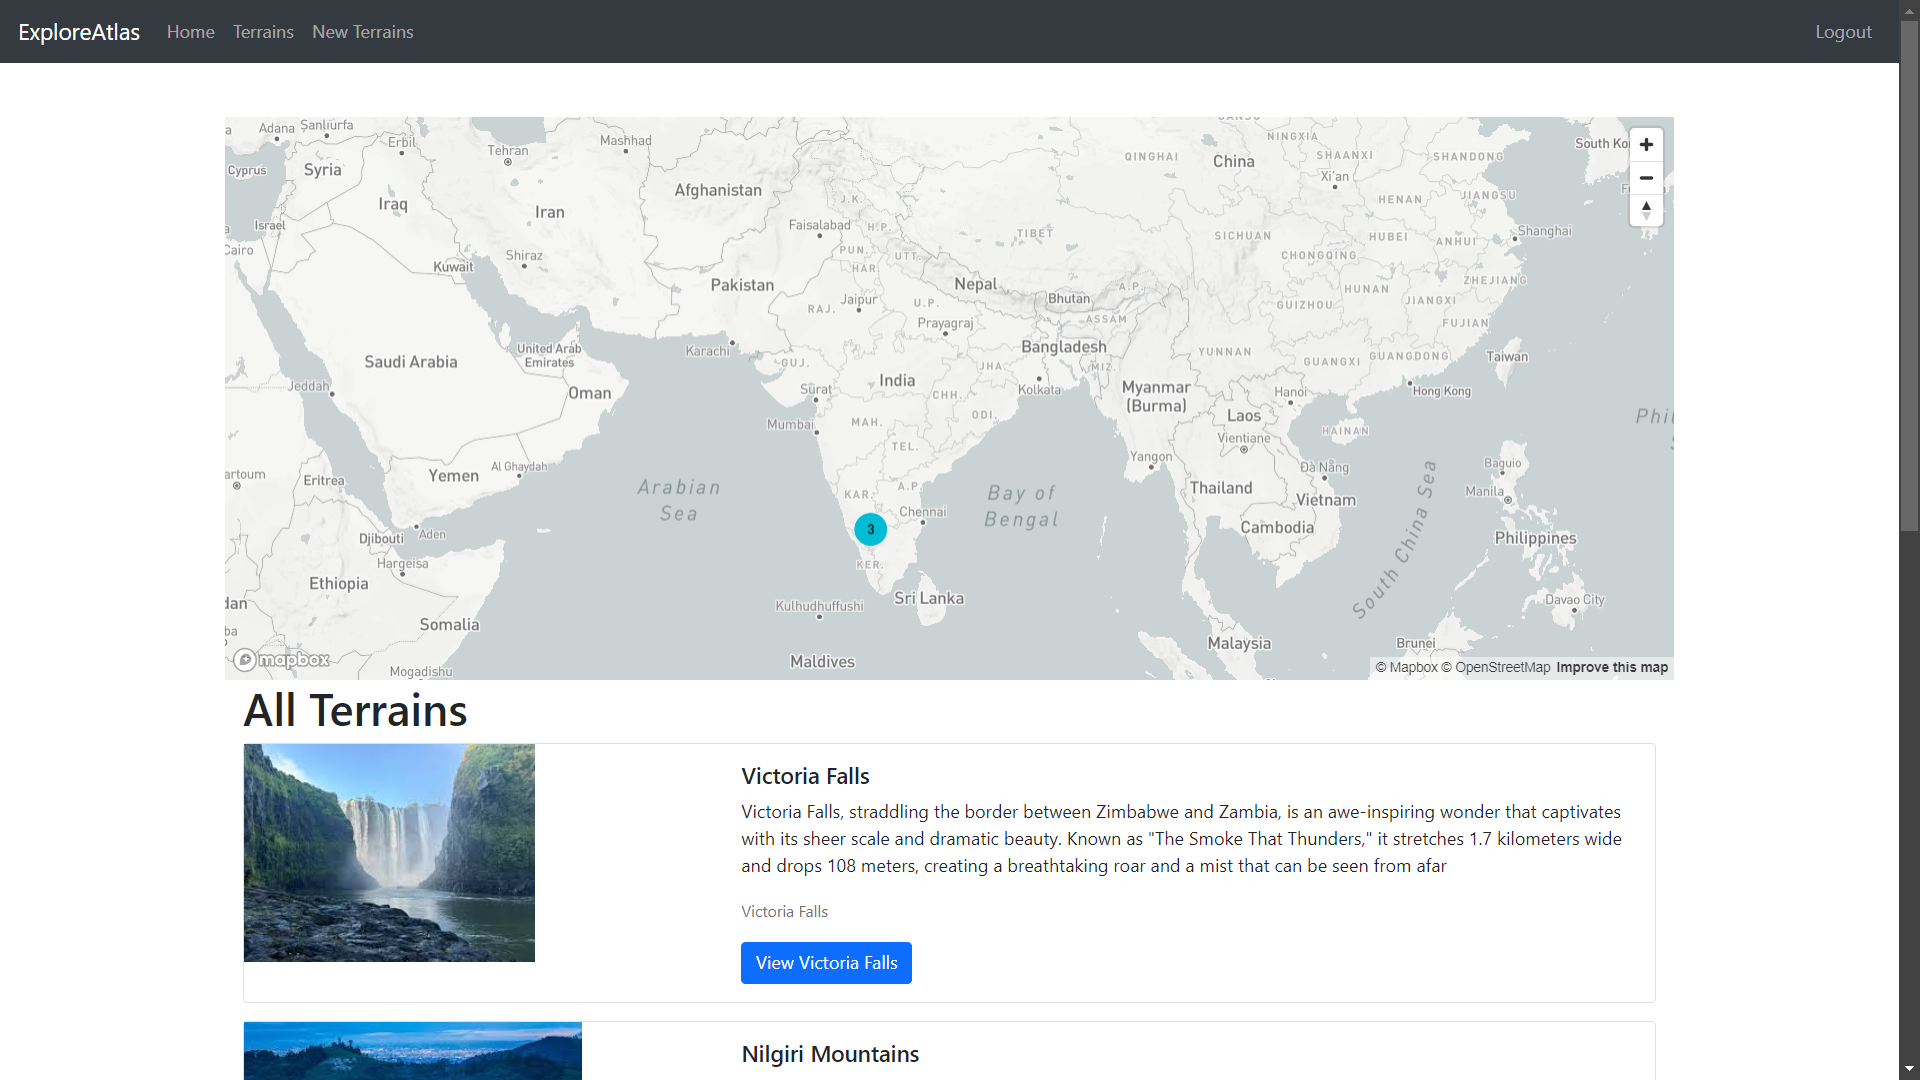 ExploreAtlas Home Terrains New Terrains Logout
Adana Şanlıurfa
Erbil
Tehran
Mashhad
Cyprus
Syria
Afghanistan
Iraq
Iran
Israel
Cairo
Kuwait
Shiraz
Faisalabad
J.K.
H.P.
PUN.
UTT.
HAR.
Pakistan
Nepal
TIBET
QINGHAI
China
NINGXIA
SHAANXI
Xi'an
SHANDONG
South Ko
HENAN
JIANGSU
SICHUAN
HUBEI
ANHUI
Shanghai
CHONGQING
ZHEJIANG
HUNAN
JIANGXI
GUIZHOU
FUJIAN
A.P.
Bhutan
ASSAM
Jaipur
RAJ.
U.P.
Prayagraj
Karachi
GUJ.
Bangladesh
MIZ.
YUNNAN
GUANGXI
GUANGDONG
Taiwan
United Arab
Emirates
Saudi Arabia
Oman
Jeddah
Surat
India
JHA.
CHH.
Kolkata
Myanmar
(Burma)
Hanoi
Hong Kong
Laos
HAINAN
Vientiane
Mumbai
MAH.
ODI.
TEL.
Yangon
Đà Nẵng
Baguio
Manila
Thailand
Vietnam
Cambodia
Philippines
South China Sea
Phil
Yemen
Al Ghaydah
Eritrea
artoum
Arabian
Sea
Bay of
Bengal
KAR.
A.P.
Chennai
3
KER.
Djibouti
Aden
Hargeisa
Ethiopia
dan
Somalia
Mogadishu
Kulhudhuffushi
Sri Lanka
Maldives
Malaysia
Brunei
Davao City
mapbox
© Mapbox © OpenStreetMap Improve this map
All Terrains
Victoria Falls
Victoria Falls, straddling the border between Zimbabwe and Zambia, is an awe-inspiring wonder that captivates
with its sheer scale and dramatic beauty. Known as "The Smoke That Thunders," it stretches 1.7 kilometers wide
and drops 108 meters, creating a breathtaking roar and a mist that can be seen from afar
Victoria Falls
View Victoria Falls
Nilgiri Mountains